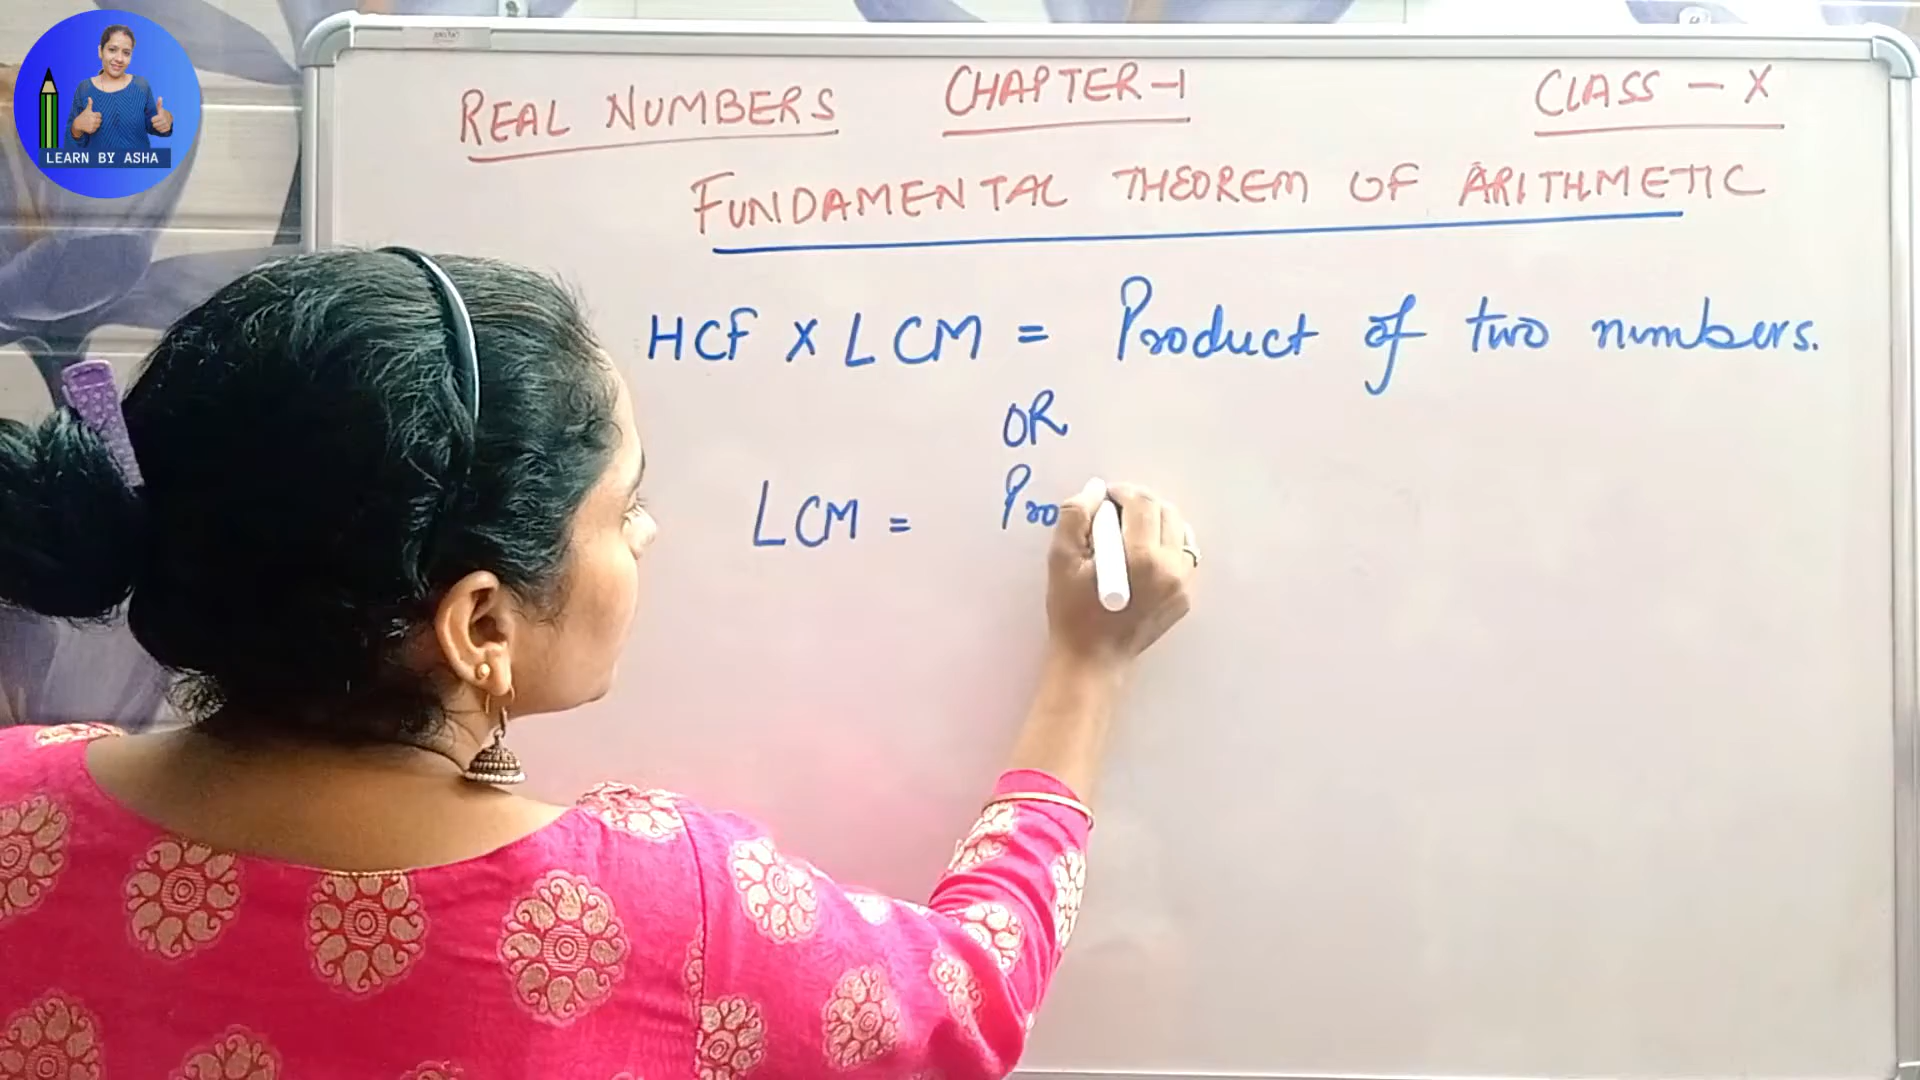 LEARN BY ASHA
REAL NUMBERS CHAPTER-1 CLASS - X
FUNDAMENTAL THEOREM OF ARITHMETIC
HCF X LCM = Product of two numbers.
OR
LCM = Pro